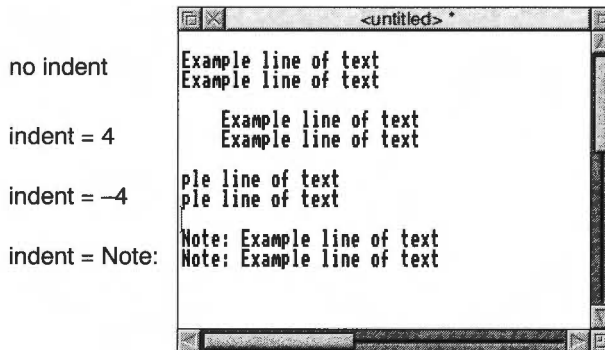 <untitled> *
no indent
Example line of text
Example line of text
indent = 4
Example line of text
Example line of text
indent = –4
ple line of text
ple line of text
indent = Note:
Note: Example line of text
Note: Example line of text